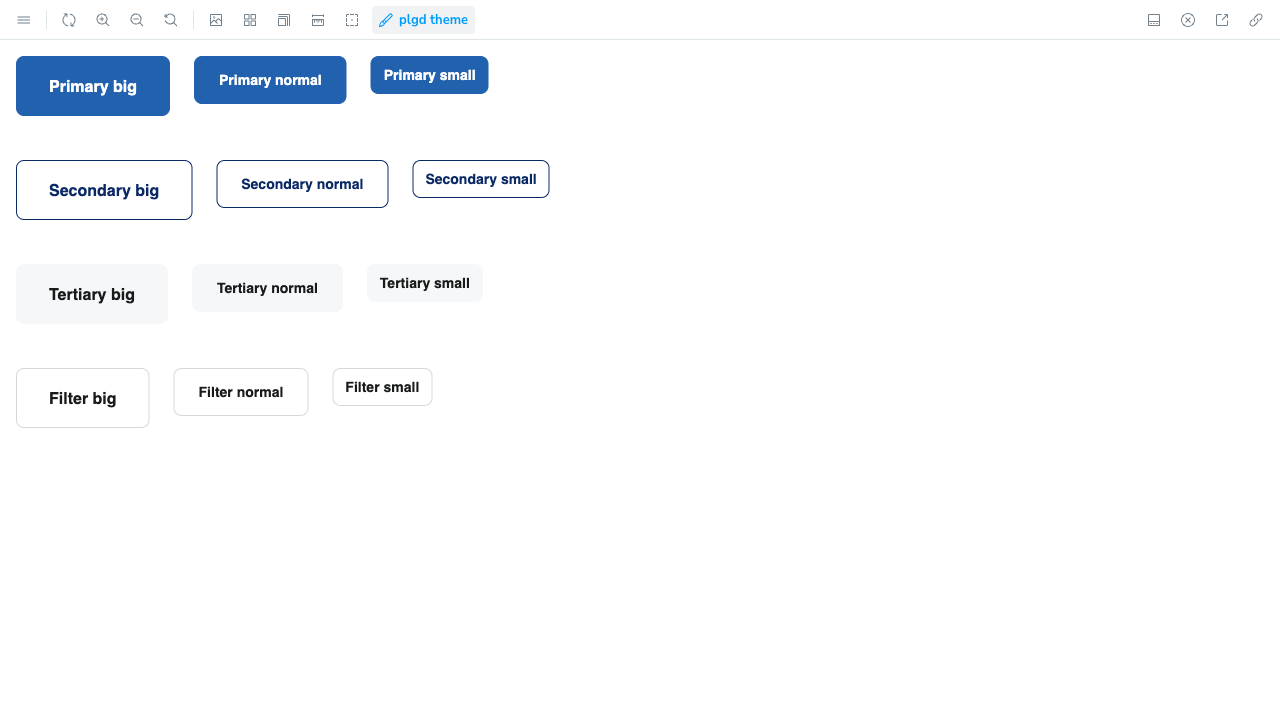 plgd theme
Primary big
Primary normal
Primary small
Secondary big
Secondary normal
Secondary small
Tertiary big
Tertiary normal
Tertiary small
Filter big
Filter normal
Filter small